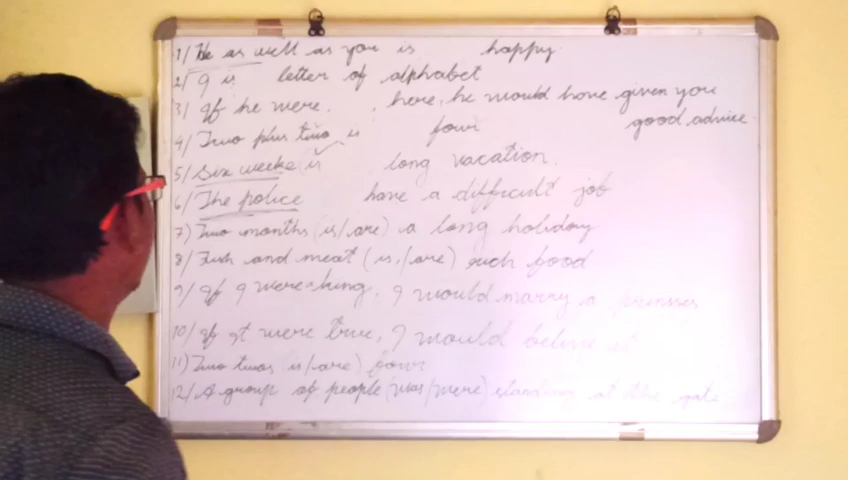 1/ He as well as you is happy.
2/ I is letter of alphabet
3/ If he were. here, he would have given you
good advice.
4/ Two plus two is four
5/ Six weeks is long vacation.
6/ The police have a difficult job
7) Two months (is/are) a long holiday
8/ Fish and meat (is/are) such food
9/ If I were a king, I would marry a prinsses
10/ If it were true, I would belive it
11) Two twos is/are) four
12/ A group of people (was/were) standing at the gate.